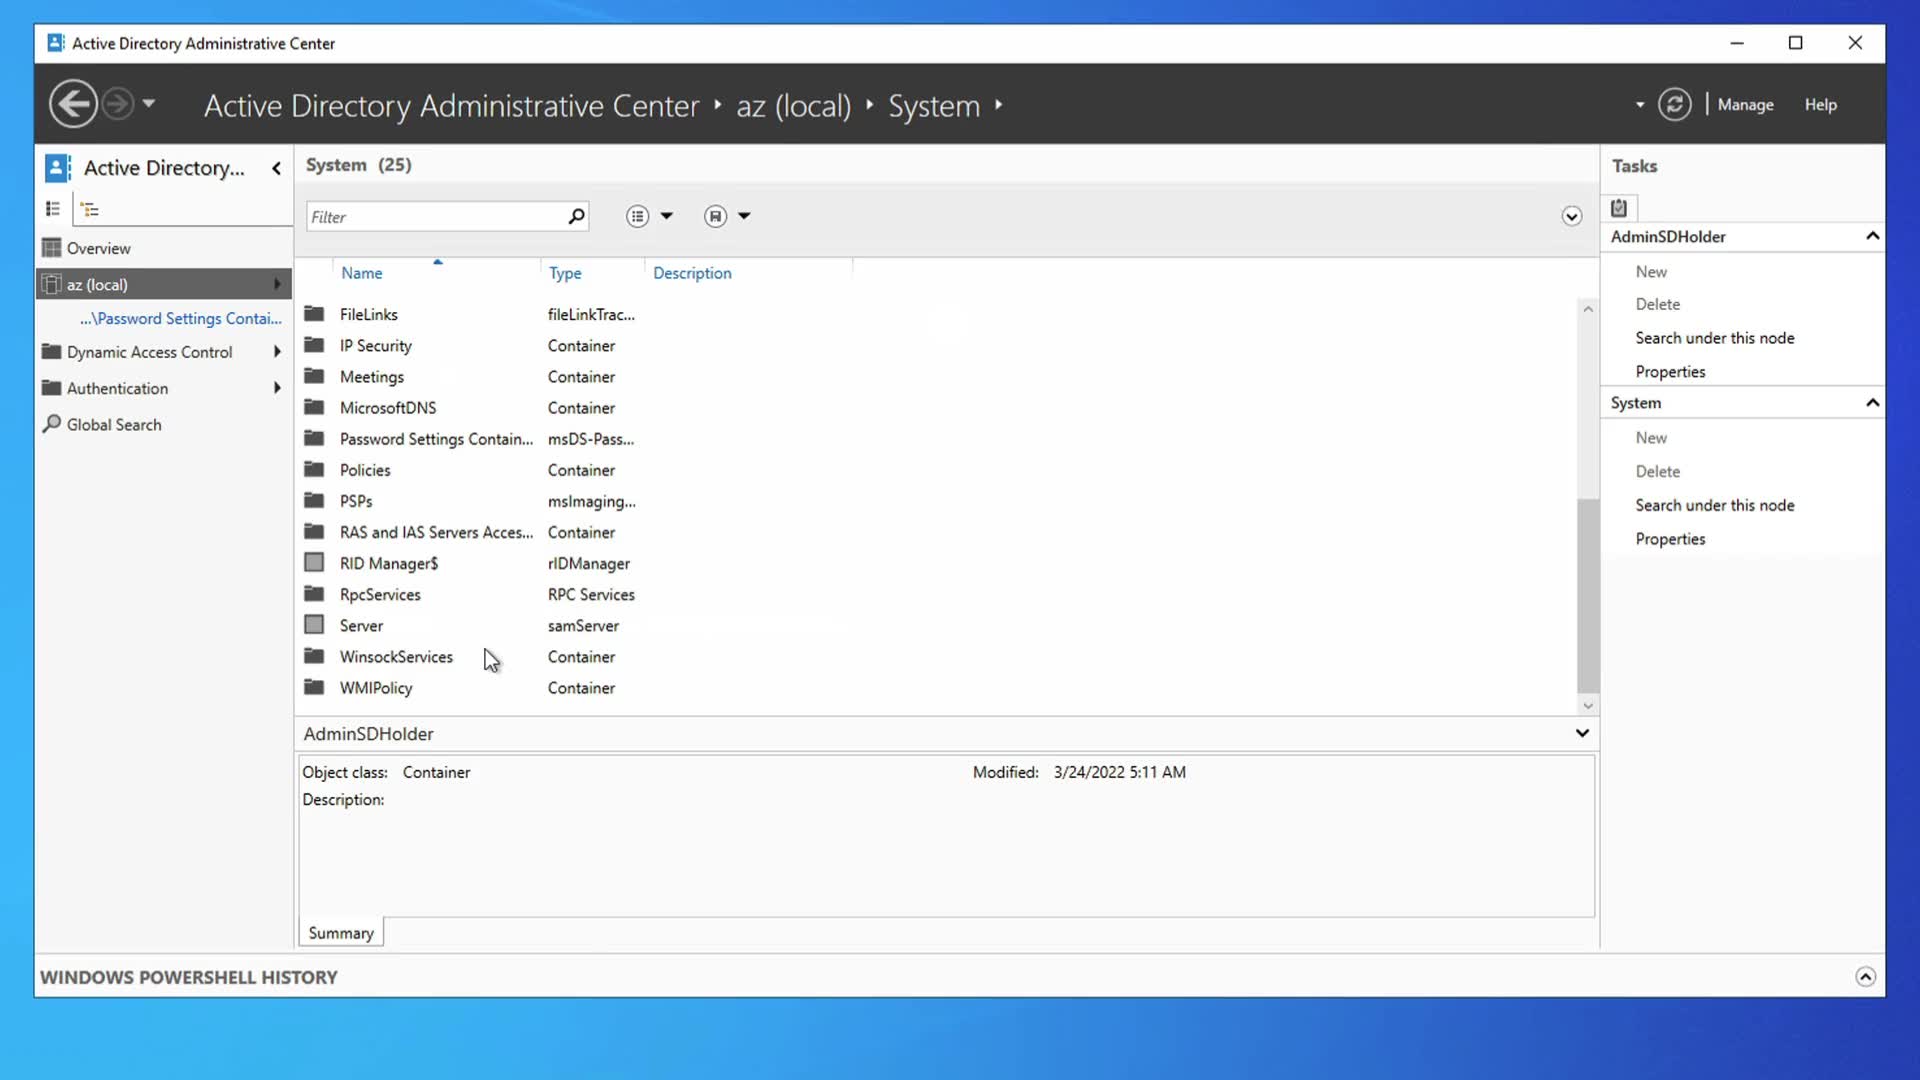 Active Directory Administrative Center
Active Directory Administrative Center az (local) System
Manage Help
Active Directory...
Overview
az (local)
...\Password Settings Contai...
Dynamic Access Control
Authentication
Global Search
System (25)
Filter
Name Type Description
FileLinks fileLinkTrac...
IP Security Container
Meetings Container
MicrosoftDNS Container
Password Settings Contain... msDS-Pass...
Policies Container
PSPs msImaging...
RAS and IAS Servers Acces... Container
RID Manager$ rIDManager
RpcServices RPC Services
Server samServer
WinsockServices Container
WMIPolicy Container
AdminSDHolder
Object class: Container Modified: 3/24/2022 5:11 AM
Description:
Summary
Tasks
AdminSDHolder
New
Delete
Search under this node
Properties
System
New
Delete
Search under this node
Properties
WINDOWS POWERSHELL HISTORY